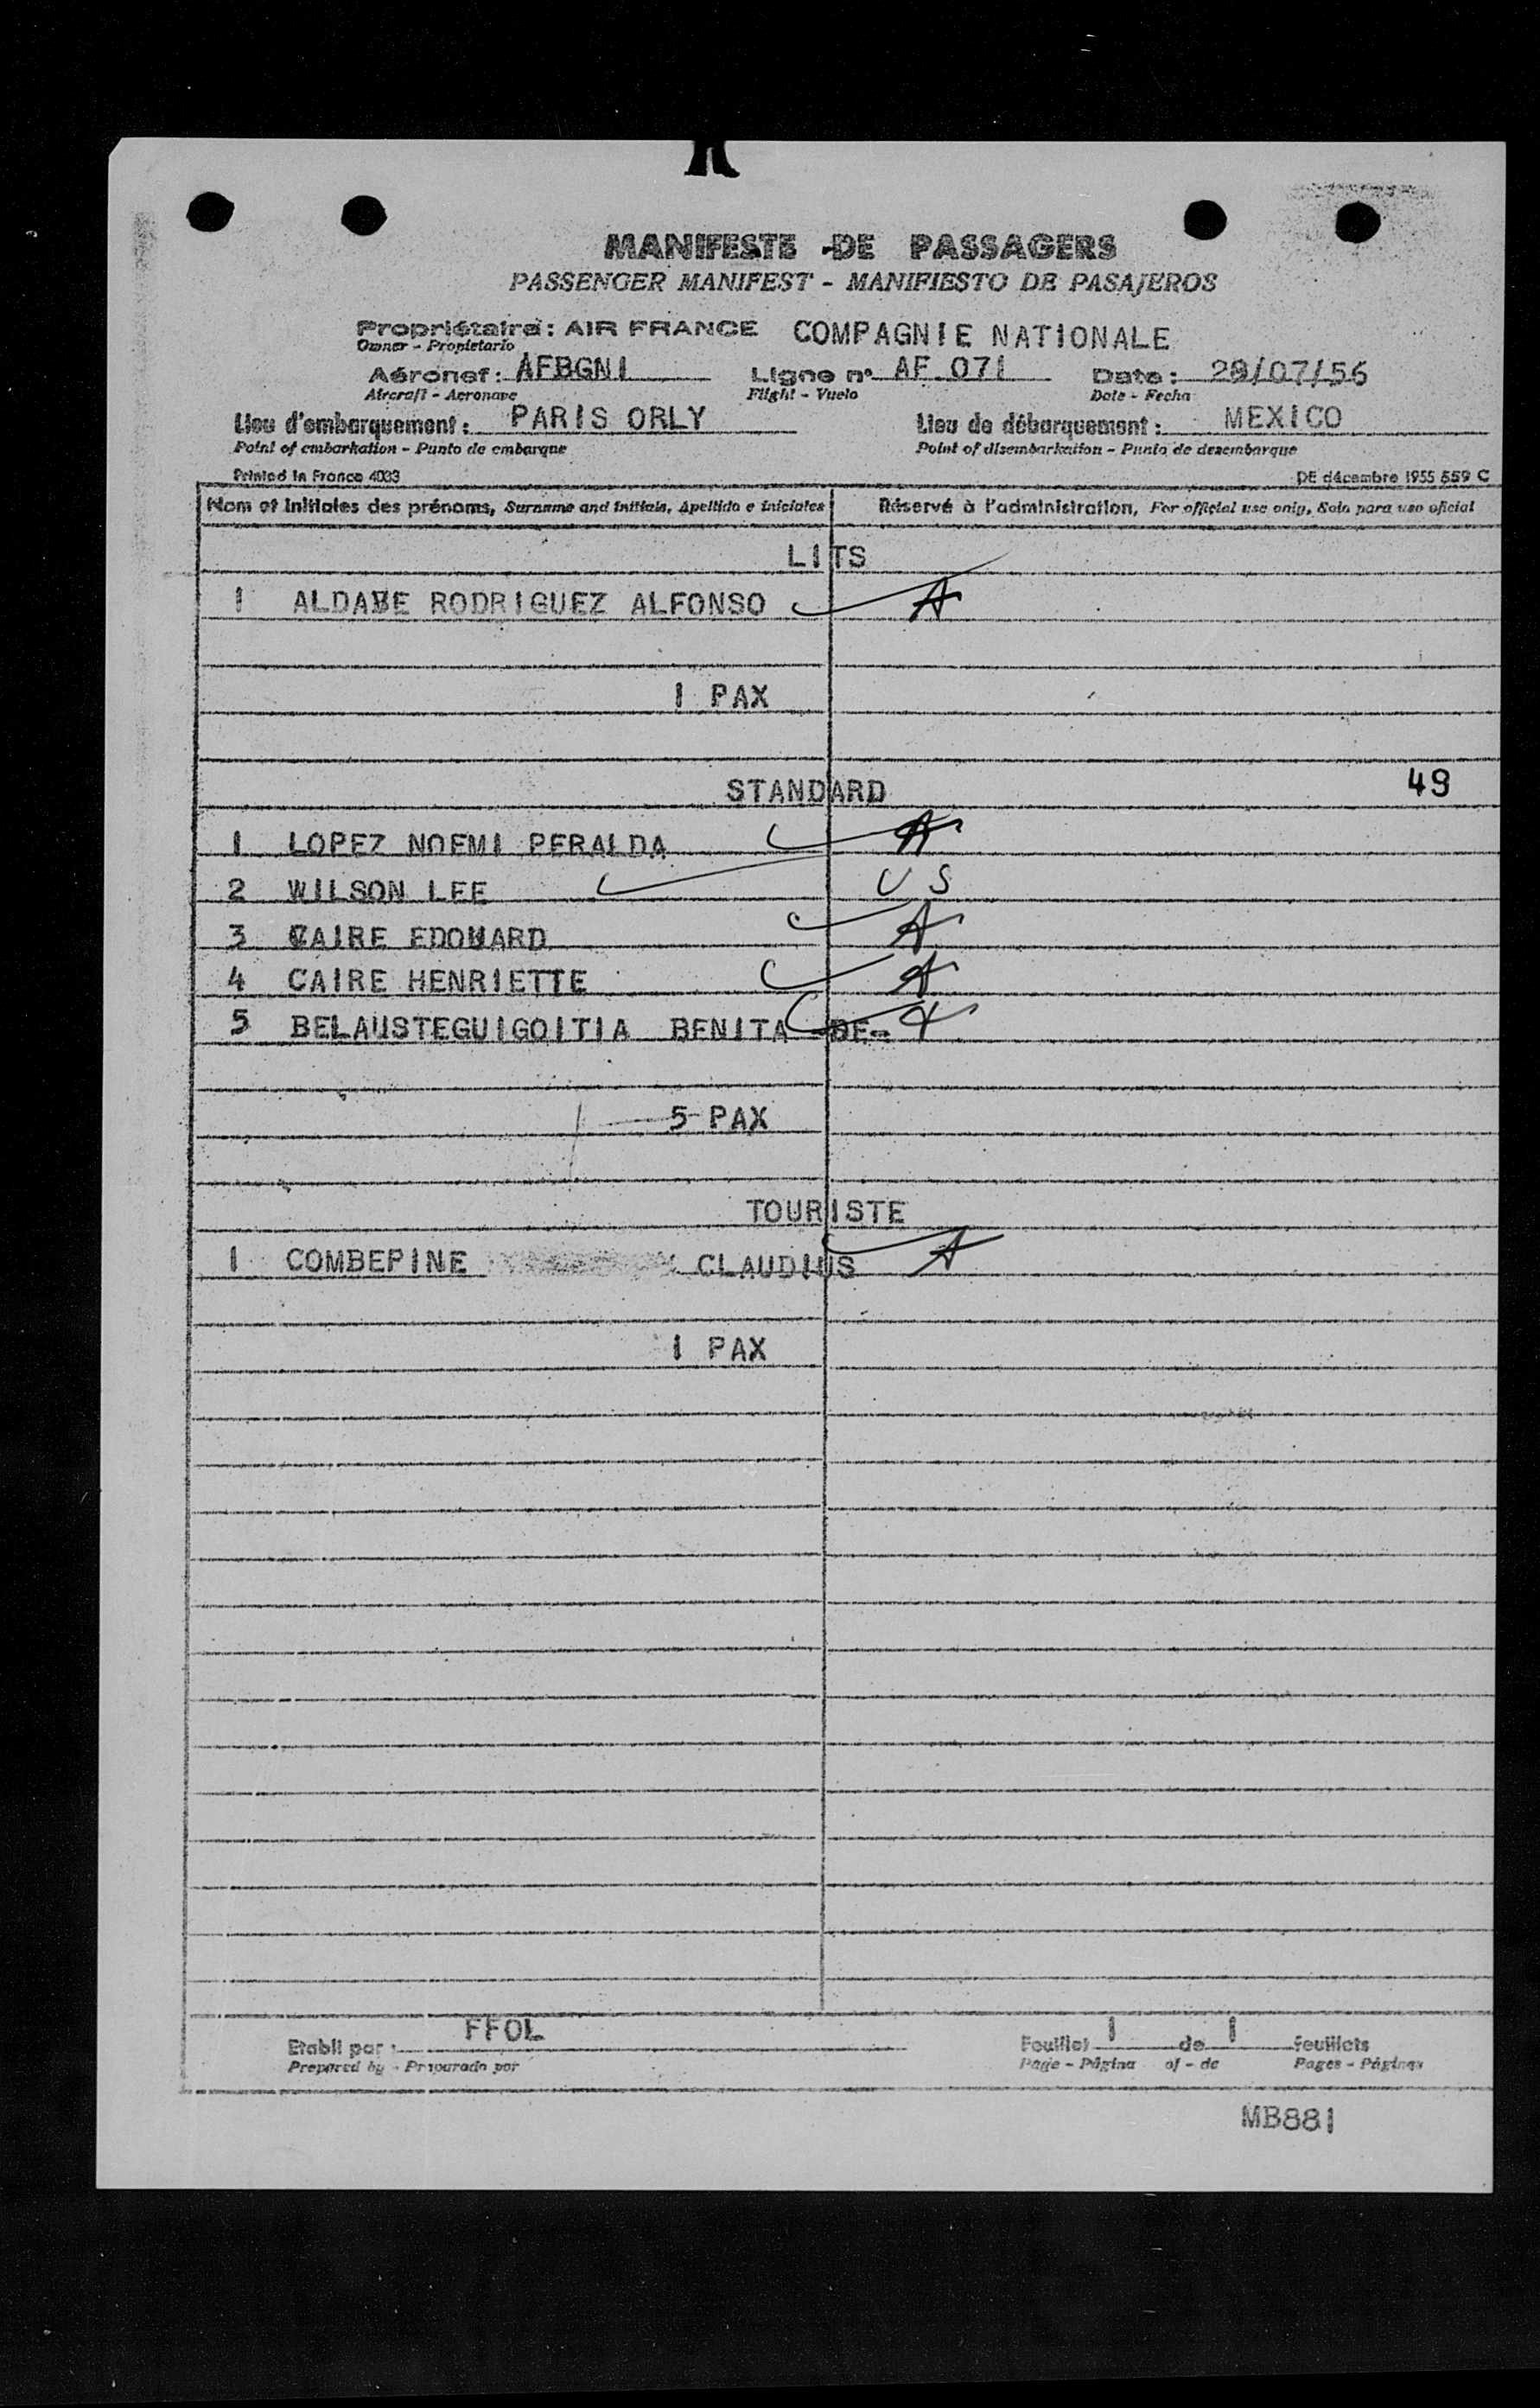 MANIFESTE DE PASSAGERS
PASSENGER MANIFEST - MANIFIESTO DE PASAJEROS
Propriétaire : AIR FRANCE COMPAGNIE NATIONALE
Owner - Propietario
Aéronef : AFBGNI Ligne n° AF 071 Date : 28/07/56
Aircraft - Aeronave Flight - Vuelo Date - Fecha
Lieu d'embarquement : PARIS ORLY Lieu de débarquement : MEXICO
Point of embarkation - Punto de embarque Point of disembarkation - Punto de desembarque
Printed in France 4033 DE décembre 1955 559 C
Nom et initiales des prénoms, Surname and initials, Apellido e iniciales Réservé à l'administration, For official use only, Solo para uso oficial
LITS
1 ALDABE RODRIGUEZ ALFONSO A
1 PAX
STANDARD 49
1 LOPEZ NOEMI PERALDA A
2 WILSON LEE US
3 CAIRE EDOUARD A
4 CAIRE HENRIETTE A
5 BELAUSTEGUIGOITIA BENITA -DE-
5 PAX
TOURISTE
1 COMBEPINE CLAUDIUS A
1 PAX
Etabli par : FFOL Feuillet 1 de 1 feuillets
Prepared by - Preparado por Page - Página of - de Pages - Páginas
MB881